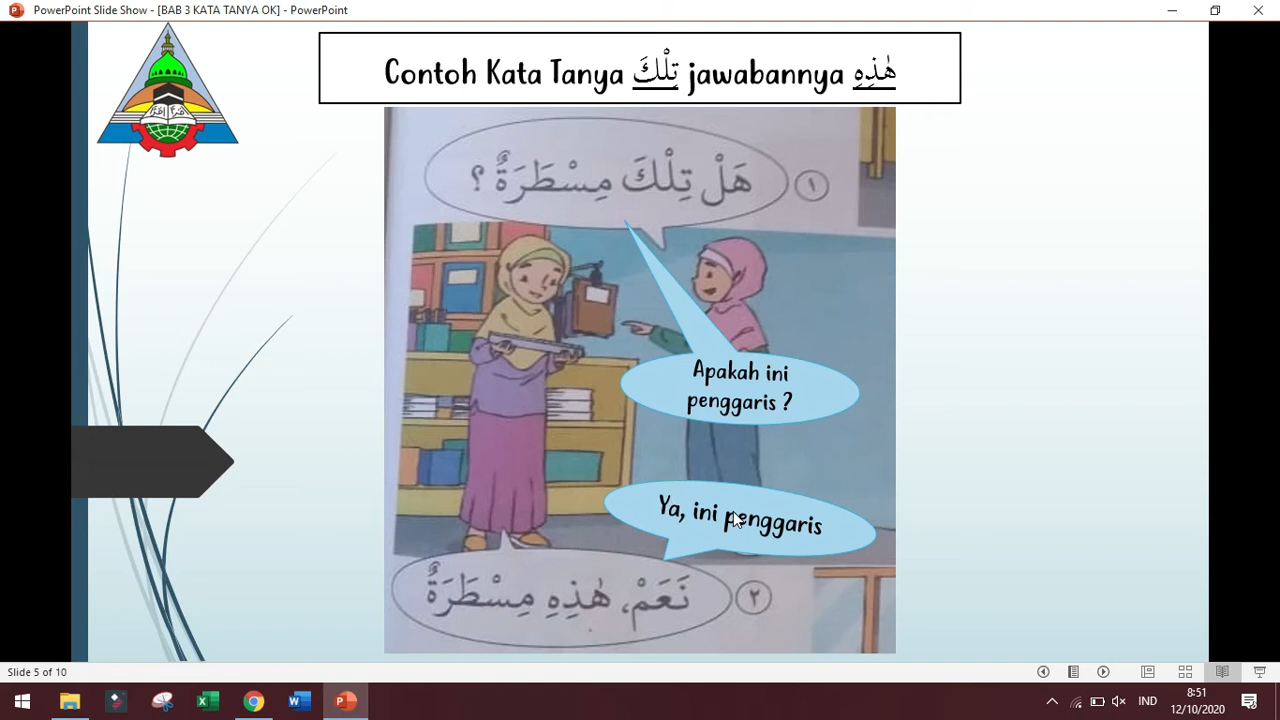 PowerPoint Slide Show - [BAB 3 KATA TANYA OK] - PowerPoint
Contoh Kata Tanya تِلْكَ jawabannya هٰذِهِ
١ هَلْ تِلْكَ مِسْطَرَةٌ ؟
Apakah ini
penggaris ?
Ya, ini penggaris
٢ نَعَمْ، هٰذِهِ مِسْطَرَةٌ
Slide 5 of 10
IND
8:51
12/10/2020